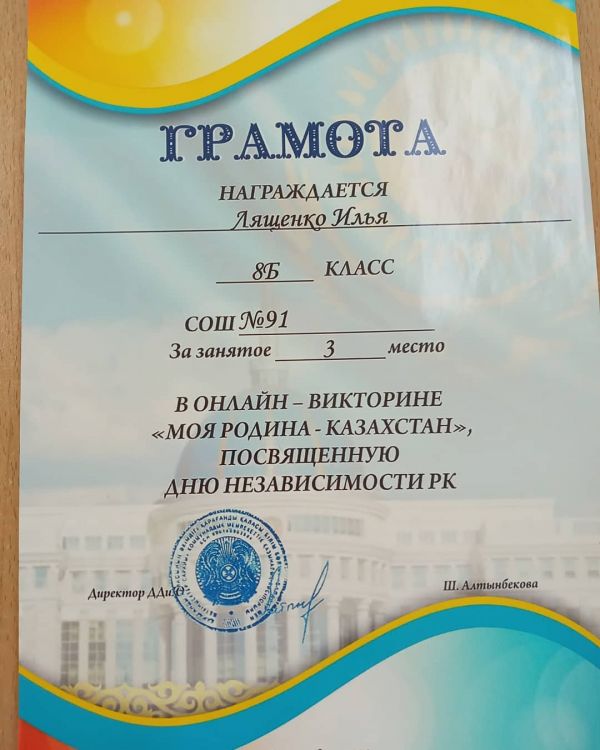 ГРАМОТА
НАГРАЖДАЕТСЯ
Лященко Илья
8Б КЛАСС
СОШ №91
За занятое 3 место
В ОНЛАЙН – ВИКТОРИНЕ
«МОЯ РОДИНА - КАЗАХСТАН»,
ПОСВЯЩЕННУЮ
ДНЮ НЕЗАВИСИМОСТИ РК
Директор Ш. Алтынбекова